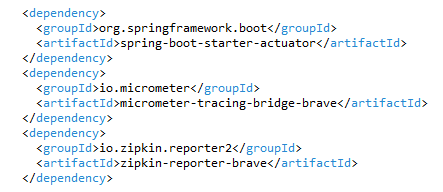 <dependency>
<groupId>org.springframework.boot</groupId>
<artifactId>spring-boot-starter-actuator</artifactId>
</dependency>
<dependency>
<groupId>io.micrometer</groupId>
<artifactId>micrometer-tracing-bridge-brave</artifactId>
</dependency>
<dependency>
<groupId>io.zipkin.reporter2</groupId>
<artifactId>zipkin-reporter-brave</artifactId>
</dependency>